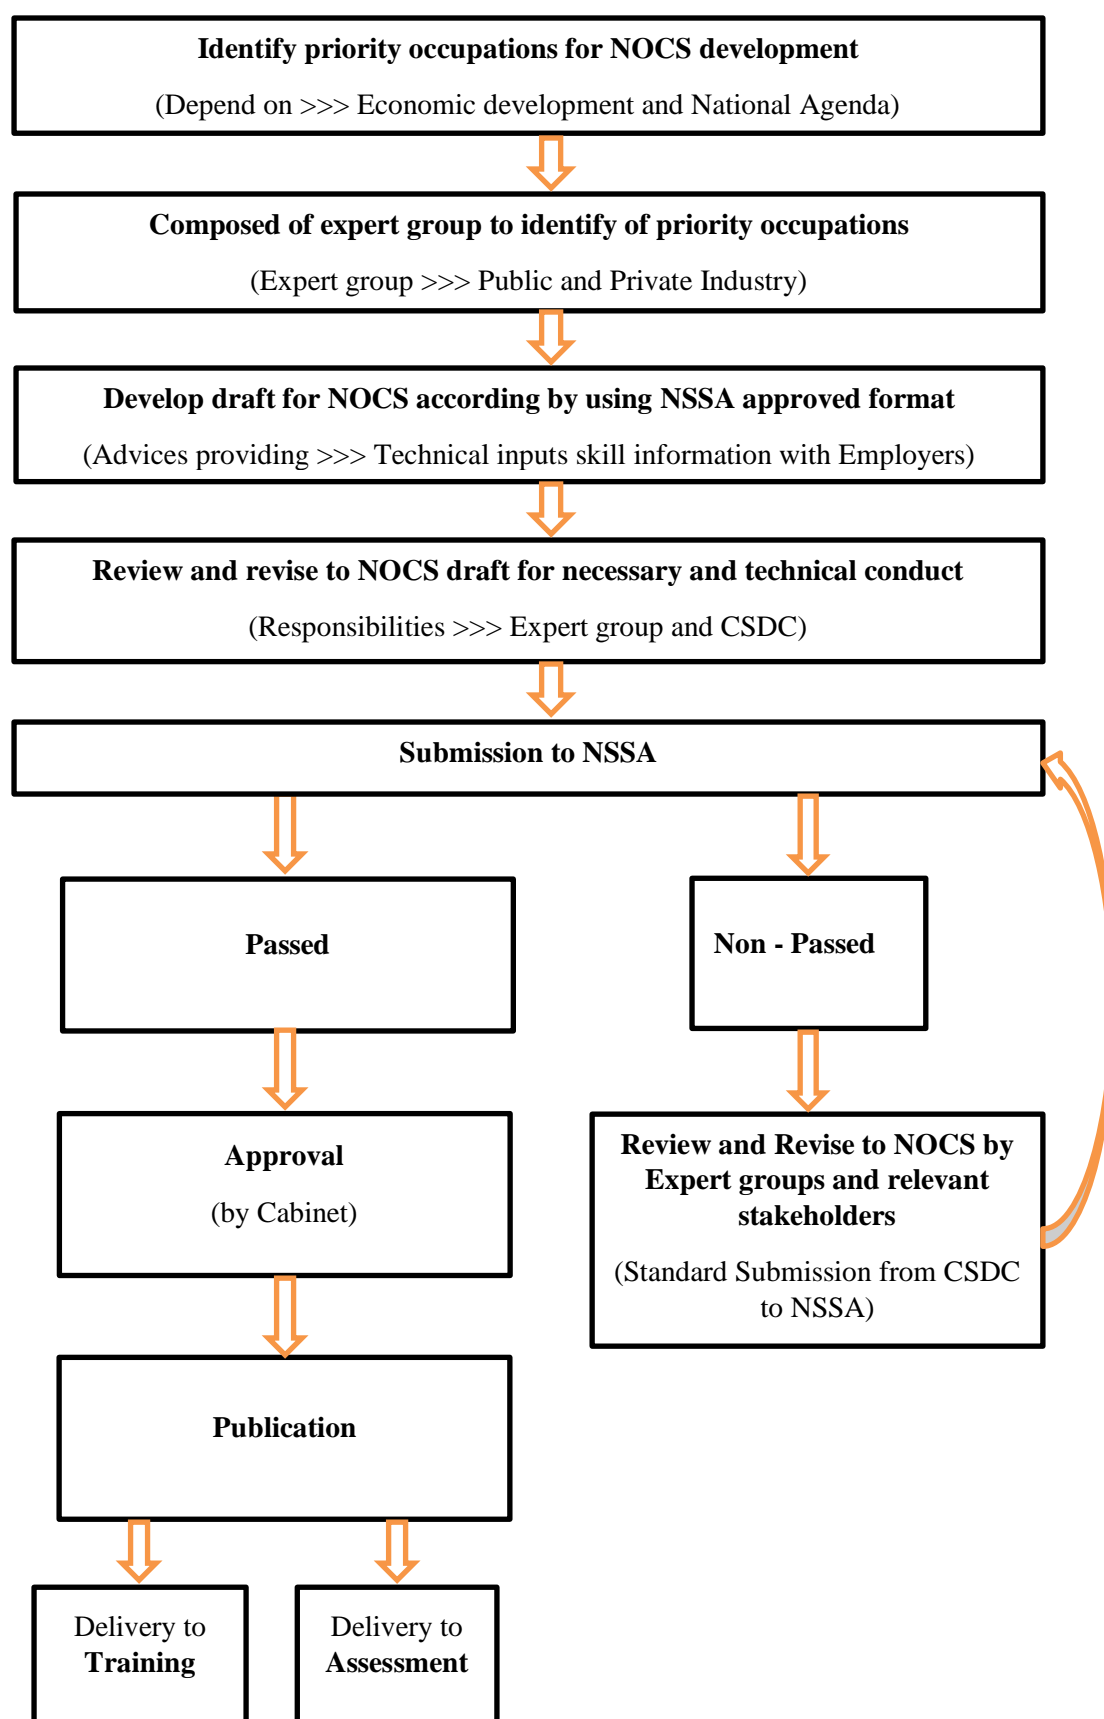 Identify priority occupations for NOCS development
(Depend on >>> Economic development and National Agenda)
Composed of expert group to identify of priority occupations
(Expert group >>> Public and Private Industry)
Develop draft for NOCS according by using NSSA approved format
(Advices providing >>> Technical inputs skill information with Employers)
Review and revise to NOCS draft for necessary and technical conduct
(Responsibilities >>> Expert group and CSDC)
Submission to NSSA
Passed
Non - Passed
Approval
(by Cabinet)
Review and Revise to NOCS by
Expert groups and relevant
stakeholders
(Standard Submission from CSDC
to NSSA)
Publication
Delivery to
Training
Delivery to
Assessment